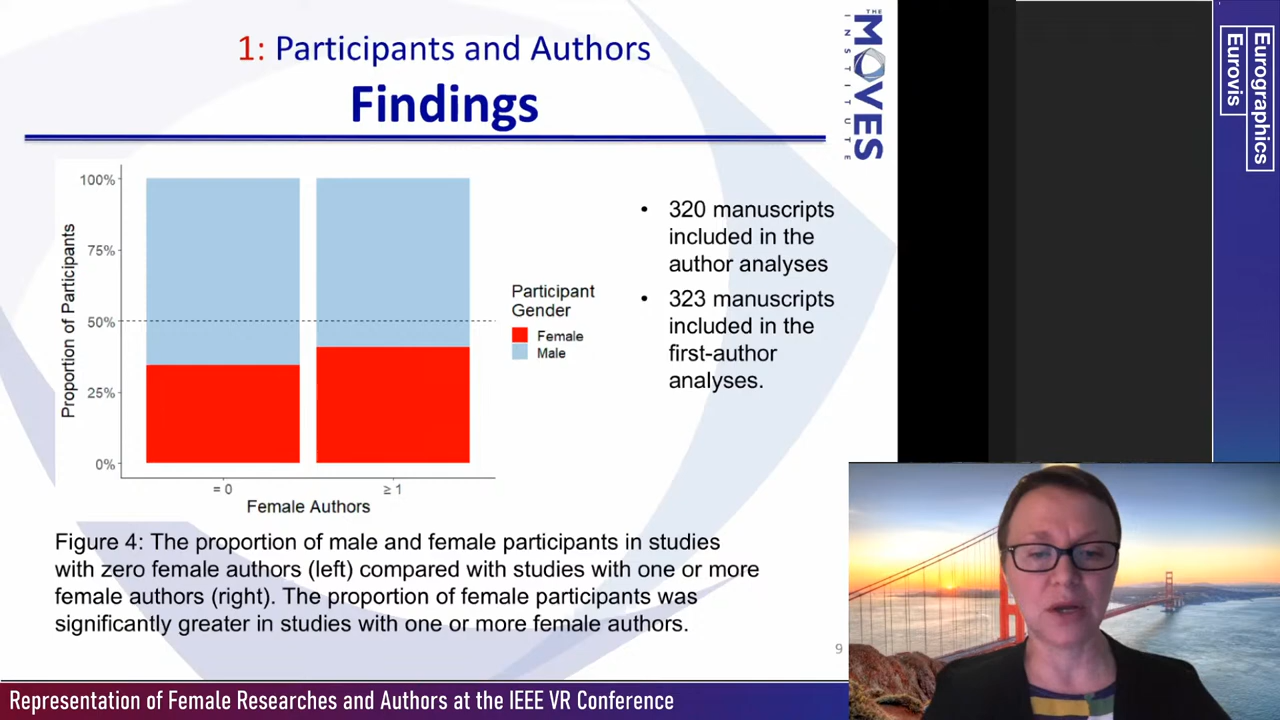 1: Participants and Authors
Findings
THE
MOVES
INSTITUTE
Eurographics
Eurovis
100%
75%
50%
25%
0%
Proportion of Participants
= 0
≥ 1
Female Authors
Participant
Gender
Female
Male
• 320 manuscripts
included in the
author analyses
• 323 manuscripts
included in the
first-author
analyses.
Figure 4: The proportion of male and female participants in studies
with zero female authors (left) compared with studies with one or more
female authors (right). The proportion of female participants was
significantly greater in studies with one or more female authors.
9
Representation of Female Researches and Authors at the IEEE VR Conference